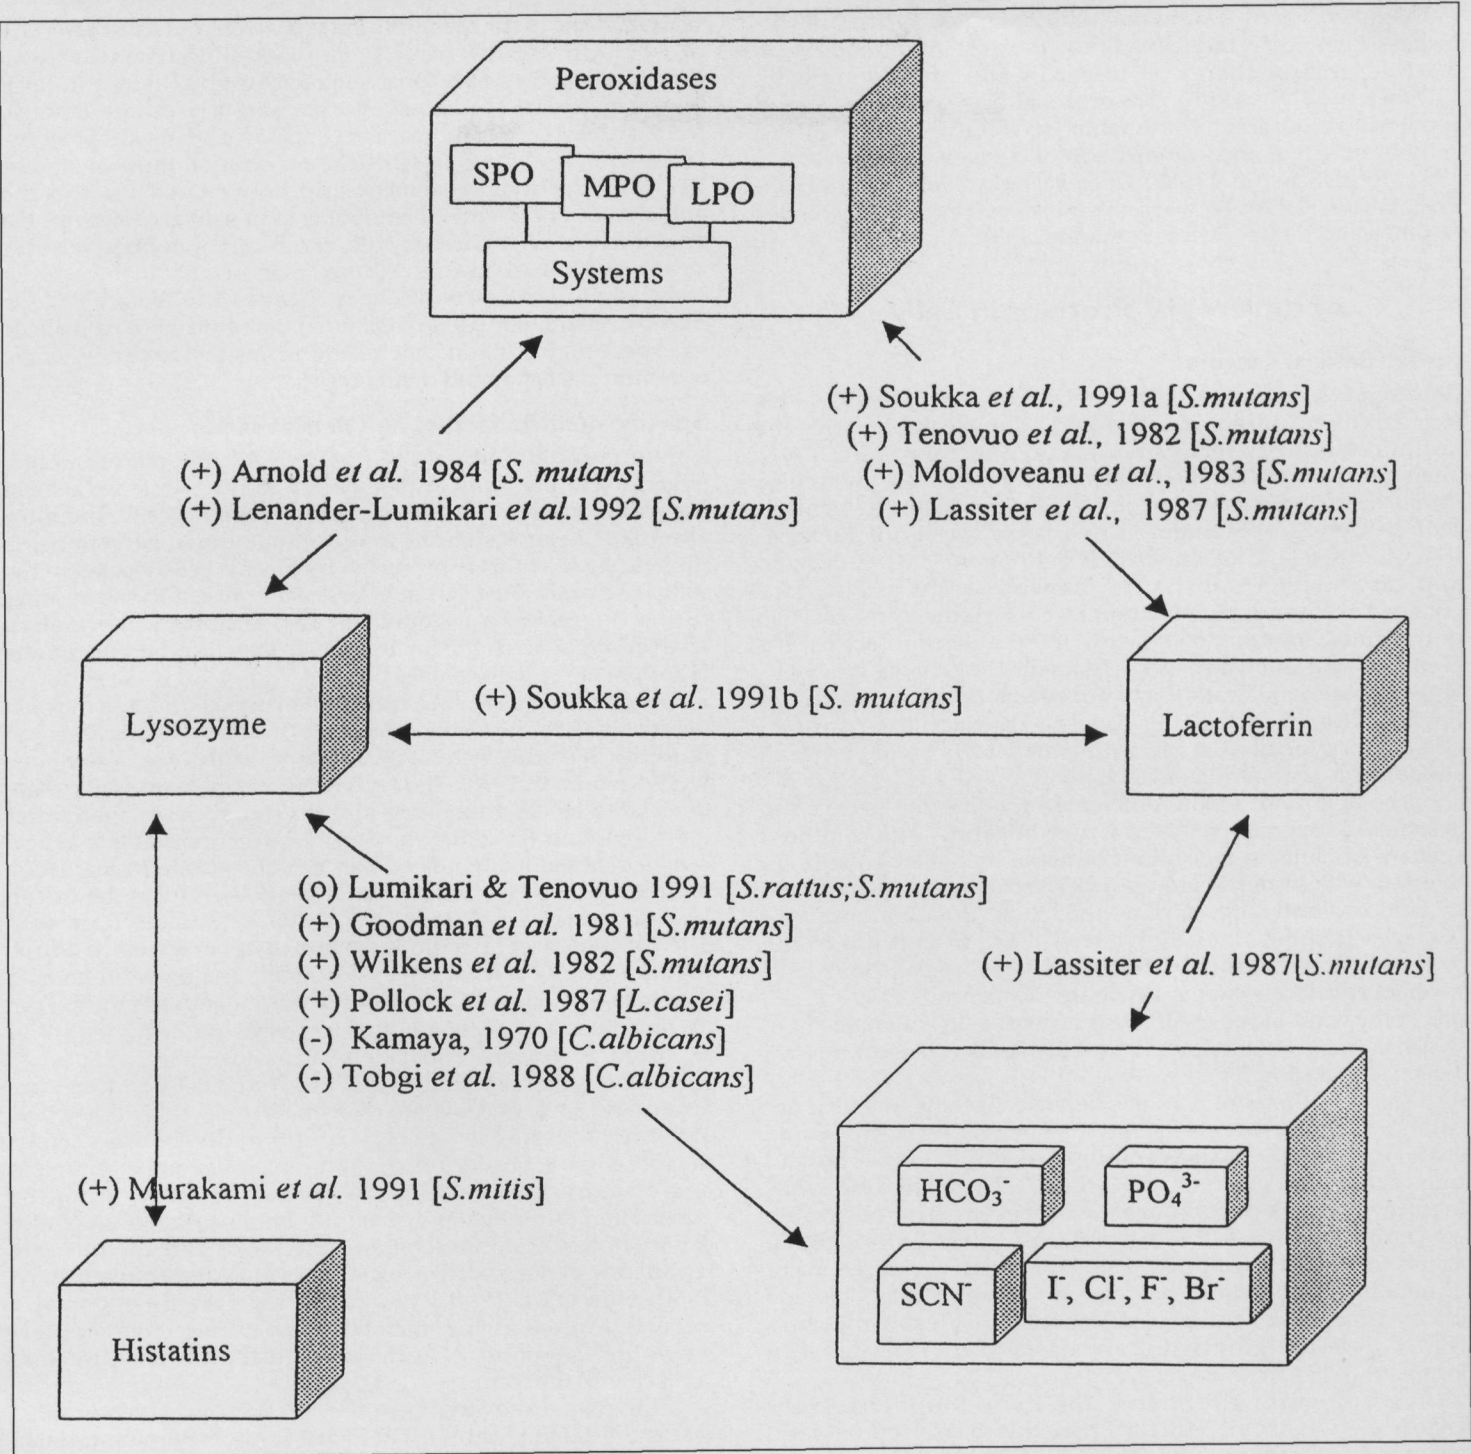 Peroxidases
SPO
MPO
LPO
Systems
(+) Soukka et al., 1991a [S.mutans]
(+) Tenovuo et al., 1982 [S.mutans]
(+) Moldoveanu et al., 1983 [S.mutans]
(+) Lassiter et al., 1987 [S.mutans]
(+) Arnold et al. 1984 [S. mutans]
(+) Lenander-Lumikari et al. 1992 [S.mutans]
Lysozyme
(+) Soukka et al. 1991b [S. mutans]
Lactoferrin
(o) Lumikari & Tenovuo 1991 [S.rattus;S.mutans]
(+) Goodman et al. 1981 [S.mutans]
(+) Wilkens et al. 1982 [S.mutans]
(+) Pollock et al. 1987 [L.casei]
(-) Kamaya, 1970 [C.albicans]
(-) Tobgi et al. 1988 [C.albicans]
(+) Lassiter et al. 1987[S.mutans]
(+) Murakami et al. 1991 [S.mitis]
Histatins
HCO₃⁻
PO₄³⁻
SCN⁻
I⁻, Cl⁻, F⁻, Br⁻